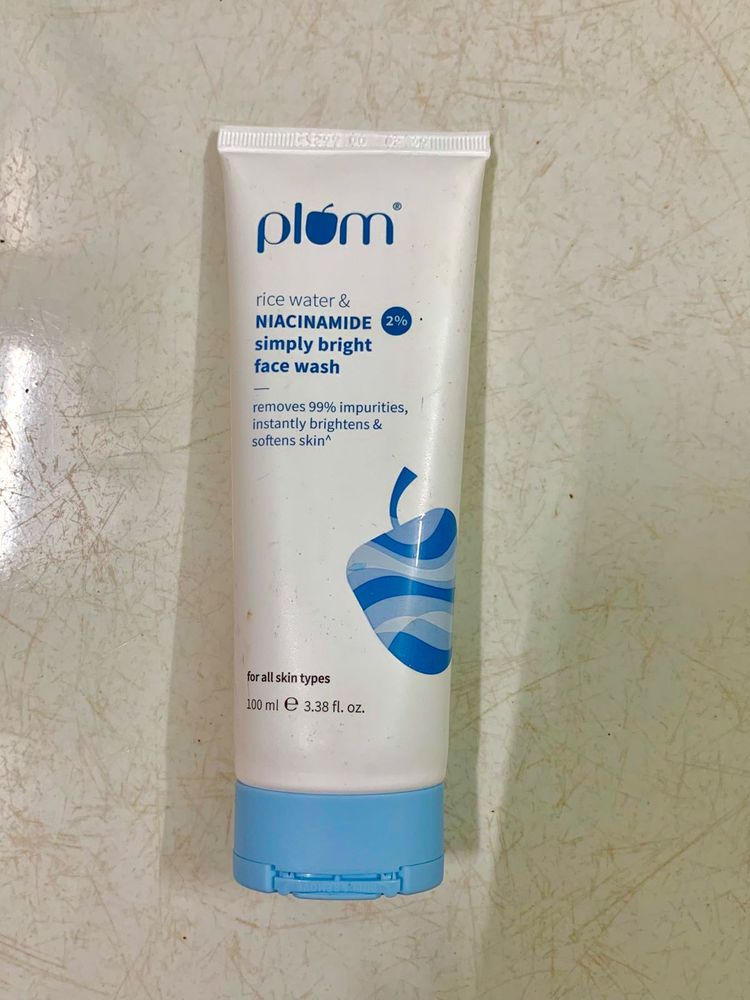 plum®
rice water &
NIACINAMIDE 2%
simply bright
face wash
removes 99% impurities,
instantly brightens &
softens skin^
for all skin types
100 ml ℮ 3.38 fl. oz.